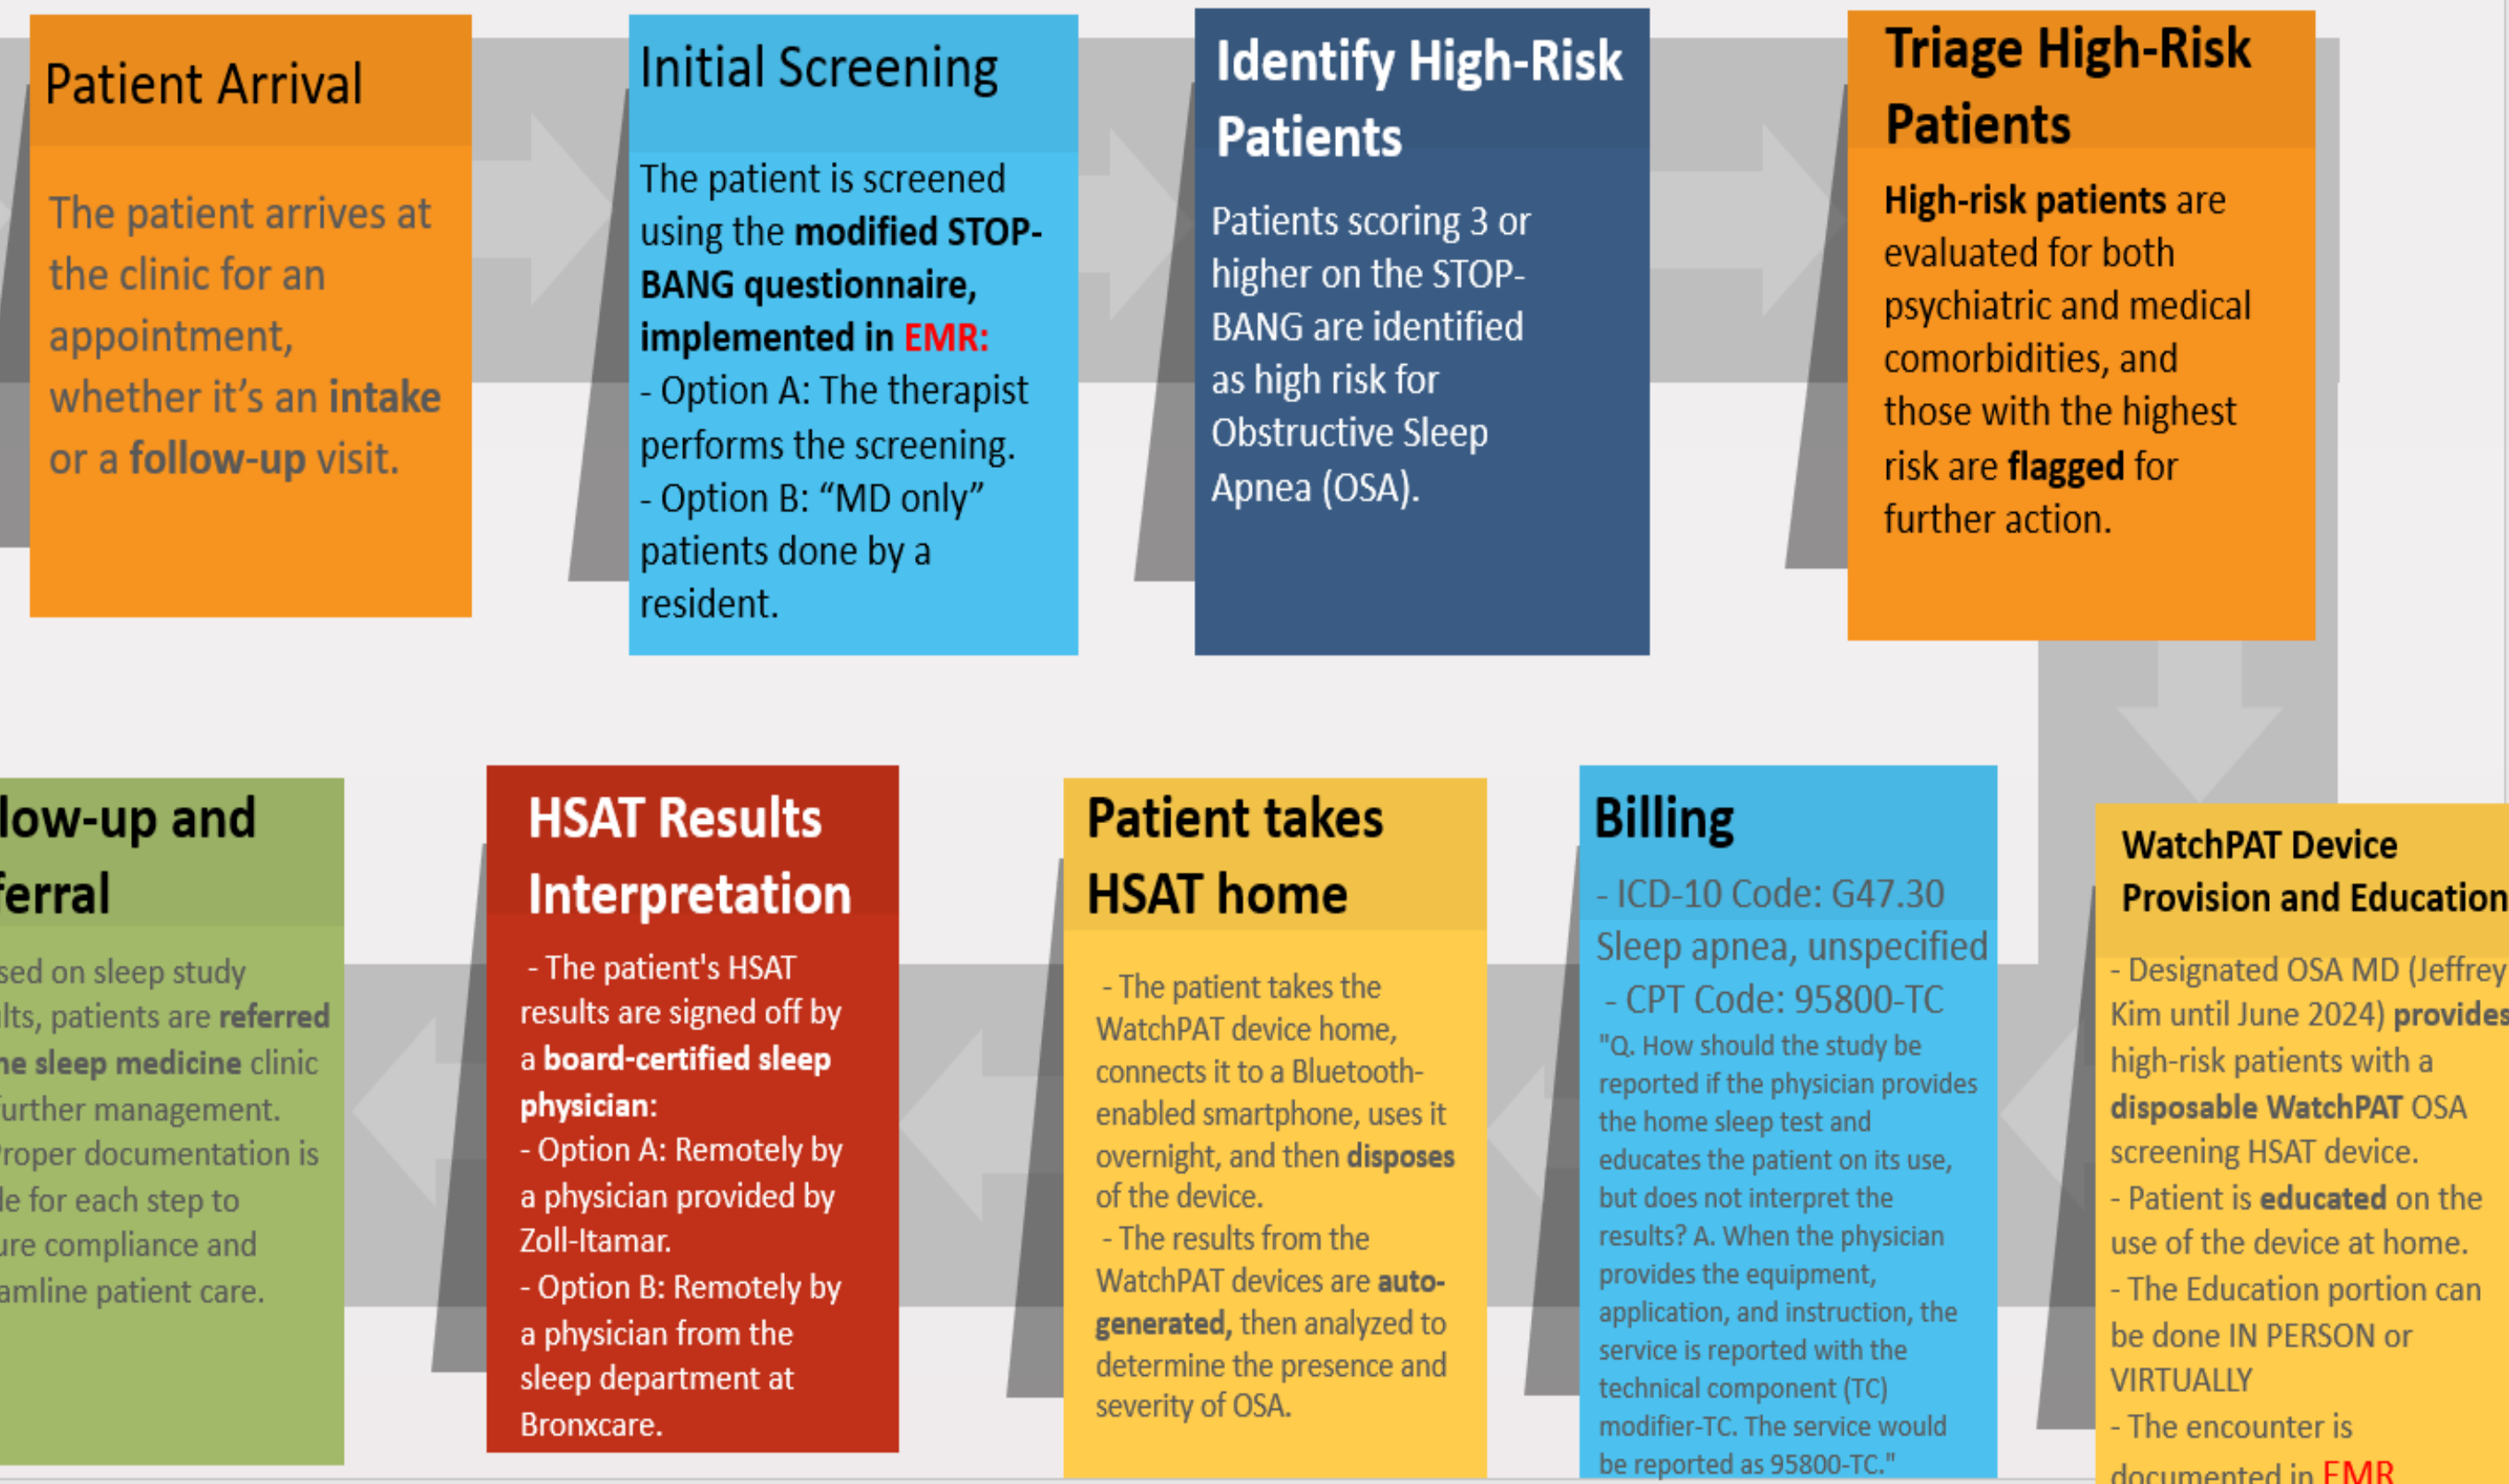 Patient Arrival
The patient arrives at
the clinic for an
appointment,
whether it’s an intake
or a follow-up visit.
Initial Screening
The patient is screened
using the modified STOP-
BANG questionnaire,
implemented in EMR:
- Option A: The therapist
performs the screening.
- Option B: “MD only”
patients done by a
resident.
Identify High-Risk
Patients
Patients scoring 3 or
higher on the STOP-
BANG are identified
as high risk for
Obstructive Sleep
Apnea (OSA).
Triage High-Risk
Patients
High-risk patients are
evaluated for both
psychiatric and medical
comorbidities, and
those with the highest
risk are flagged for
further action.
WatchPAT Device
Provision and Education
- Designated OSA MD (Jeffrey
Kim until June 2024) provides
high-risk patients with a
disposable WatchPAT OSA
screening HSAT device.
- Patient is educated on the
use of the device at home.
- The Education portion can
be done IN PERSON or
VIRTUALLY
- The encounter is
documented in EMR
Billing
- ICD-10 Code: G47.30
Sleep apnea, unspecified
- CPT Code: 95800-TC
"Q. How should the study be
reported if the physician provides
the home sleep test and
educates the patient on its use,
but does not interpret the
results? A. When the physician
provides the equipment,
application, and instruction, the
service is reported with the
technical component (TC)
modifier-TC. The service would
be reported as 95800-TC."
Patient takes
HSAT home
- The patient takes the
WatchPAT device home,
connects it to a Bluetooth-
enabled smartphone, uses it
overnight, and then disposes
of the device.
- The results from the
WatchPAT devices are auto-
generated, then analyzed to
determine the presence and
severity of OSA.
HSAT Results
Interpretation
- The patient's HSAT
results are signed off by
a board-certified sleep
physician:
- Option A: Remotely by
a physician provided by
Zoll-Itamar.
- Option B: Remotely by
a physician from the
sleep department at
Bronxcare.
low-up and
ferral
sed on sleep study
lts, patients are referred
ne sleep medicine clinic
further management.
Proper documentation is
le for each step to
ure compliance and
amline patient care.